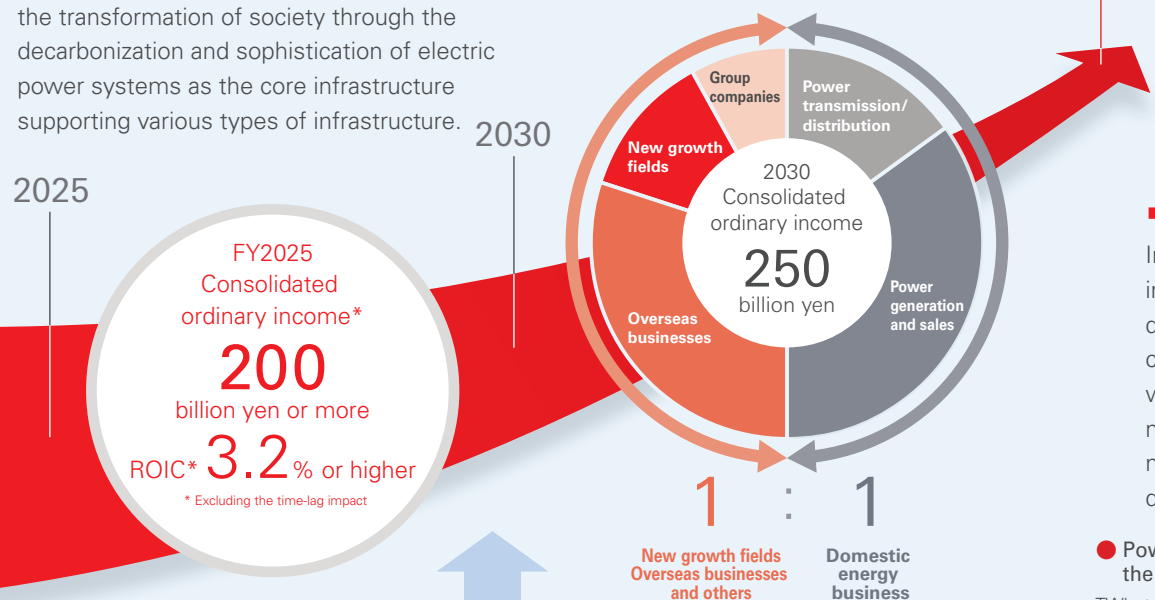 the transformation of society through the
decarbonization and sophistication of electric
power systems as the core infrastructure
supporting various types of infrastructure.
2025
2030
FY2025
Consolidated
ordinary income*
200
billion yen or more
ROIC* 3.2% or higher
* Excluding the time-lag impact
Group
companies
Power
transmission/
distribution
New growth
fields
2030
Consolidated
ordinary income
250
billion yen
Power
generation
and sales
Overseas
businesses
1 : 1
New growth fields
Overseas businesses
and others
Domestic
energy
business
the